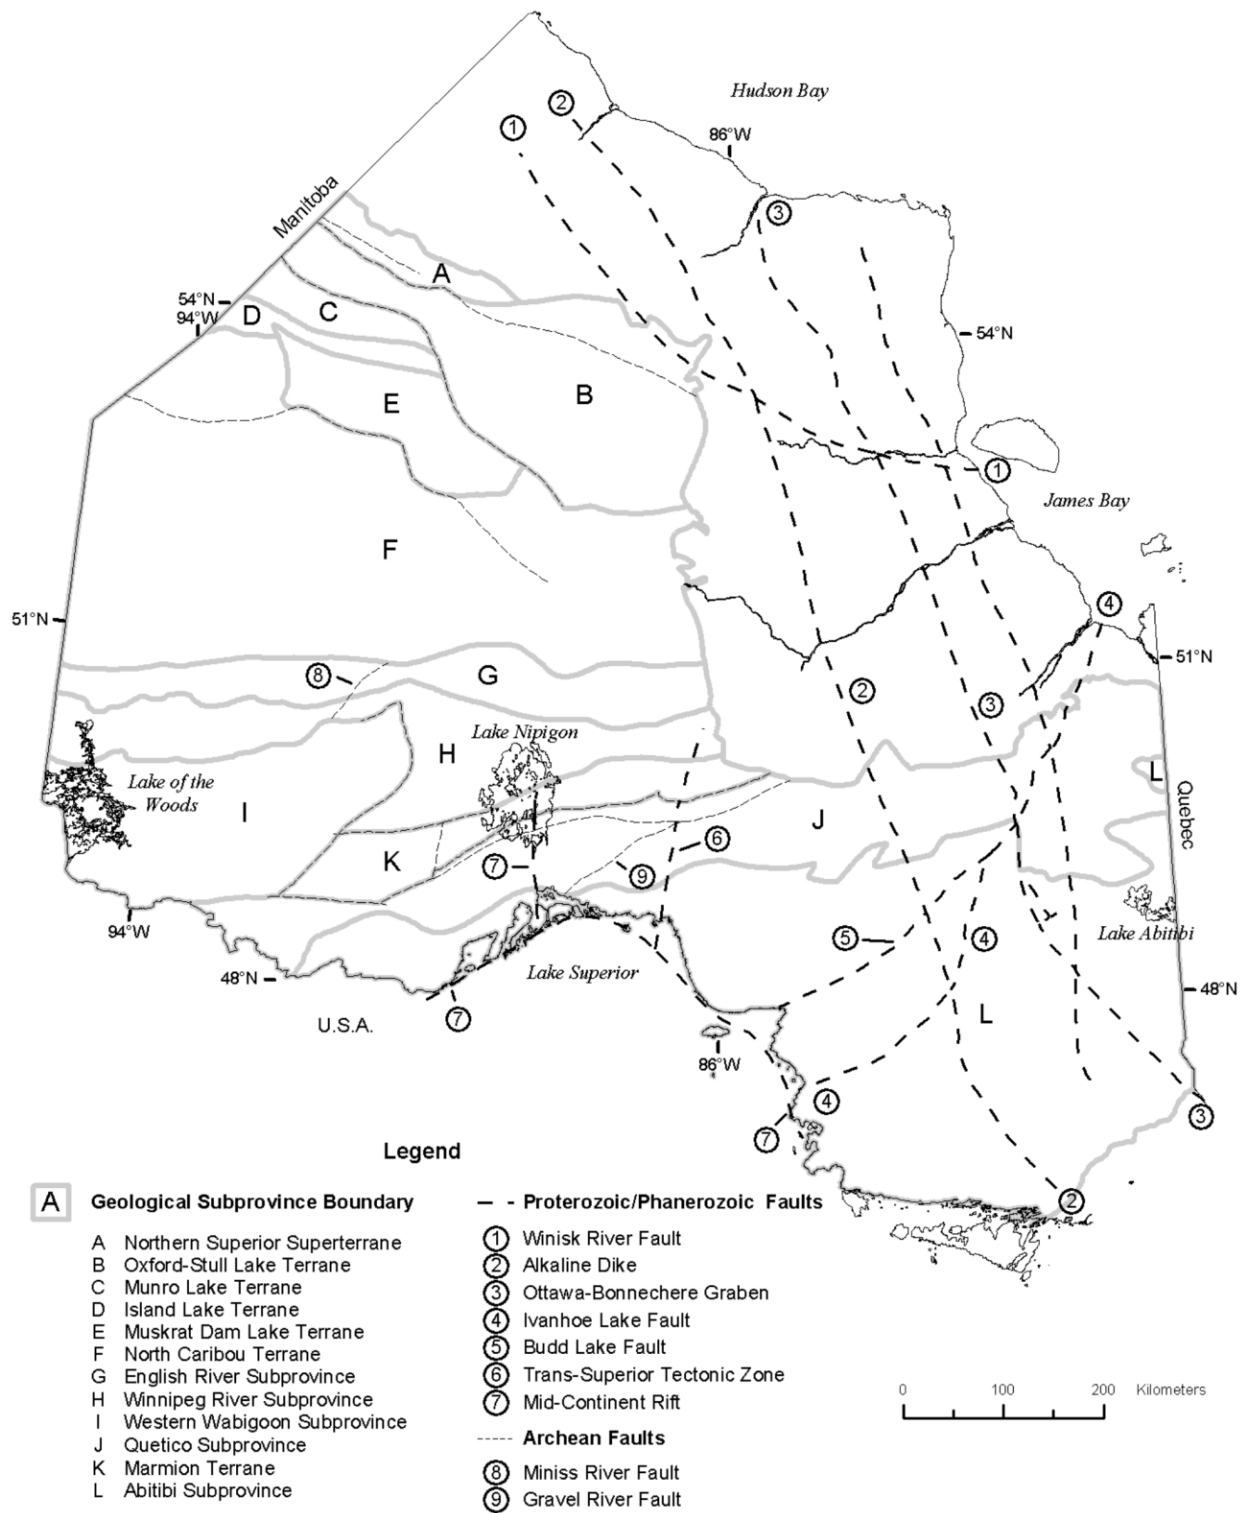 Hudson Bay
2
1
86°W
Manitoba
3
A
54°N
94°W
D
C
54°N
B
E
1
James Bay
F
4
51°N
51°N
G
8
2
3
Lake Nipigon
H
L
Lake of the
Woods
Quebec
I
J
6
K
7
9
94°W
5
4
Lake Abitibi
48°N
Lake Superior
48°N
7
U.S.A.
L
86°W
4
3
7
2
Legend
A Geological Subprovince Boundary
A Northern Superior Superterrane
B Oxford-Stull Lake Terrane
C Munro Lake Terrane
D Island Lake Terrane
E Muskrat Dam Lake Terrane
F North Caribou Terrane
G English River Subprovince
H Winnipeg River Subprovince
I Western Wabigoon Subprovince
J Quetico Subprovince
K Marmion Terrane
L Abitibi Subprovince
Proterozoic/Phanerozoic Faults
1 Winisk River Fault
2 Alkaline Dike
3 Ottawa-Bonnechere Graben
4 Ivanhoe Lake Fault
5 Budd Lake Fault
6 Trans-Superior Tectonic Zone
7 Mid-Continent Rift
Archean Faults
8 Miniss River Fault
9 Gravel River Fault
0 100 200 Kilometers